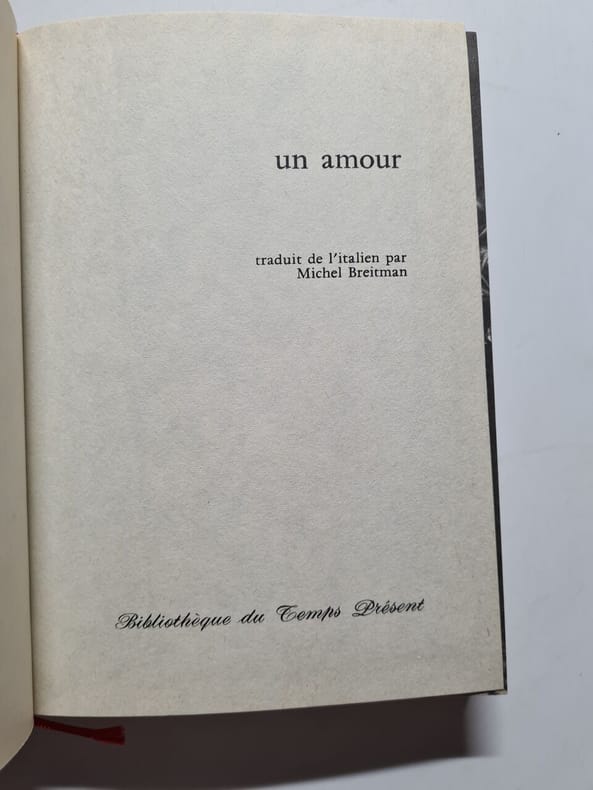 un amour
traduit de l'italien par
Michel Breitman
Bibliothèque du Temps Présent